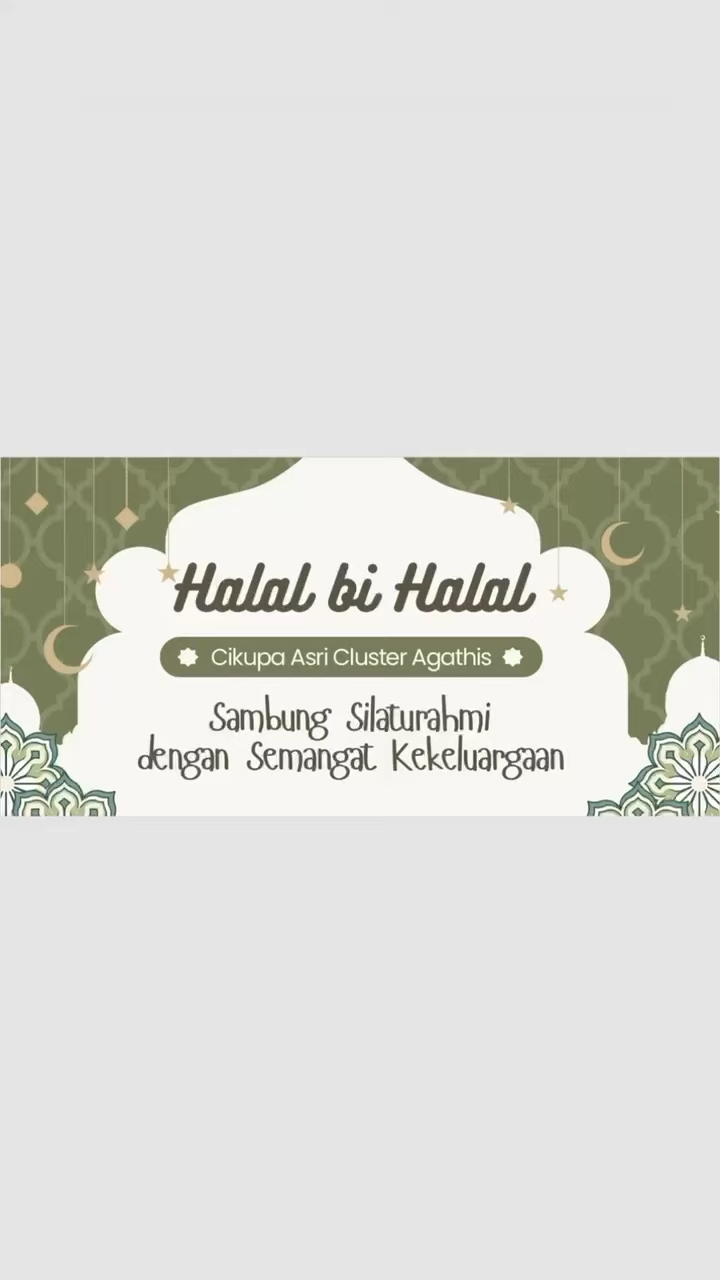 Halal bi Halal
Cikupa Asri Cluster Agathis
Sambung Silaturahmi
dengan Semangat Kekeluargaan